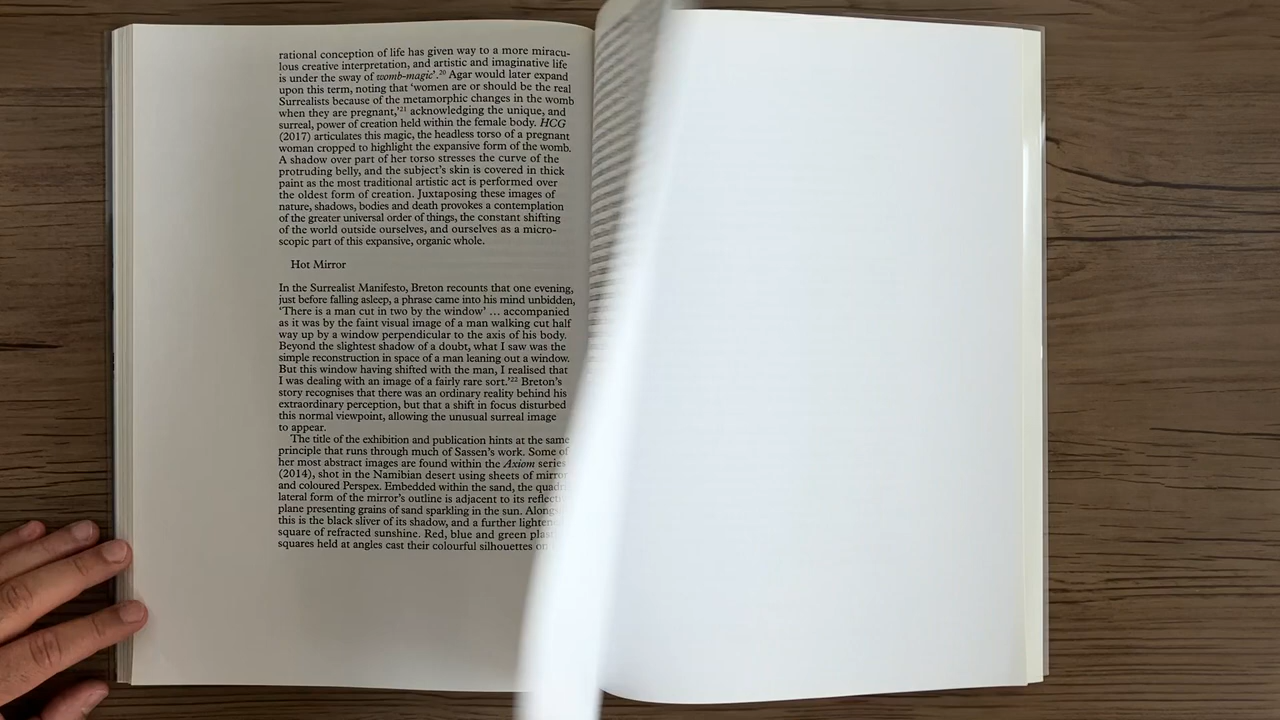 rational conception of life has given way to a more miracu-
lous creative interpretation, and artistic and imaginative life
is under the sway of womb-magic’.20 Agar would later expand
upon this term, noting that ‘women are or should be the real
Surrealists because of the metamorphic changes in the womb
when they are pregnant,’21 acknowledging the unique, and
surreal, power of creation held within the female body. HCG
(2017) articulates this magic, the headless torso of a pregnant
woman cropped to highlight the expansive form of the womb.
A shadow over part of her torso stresses the curve of the
protruding belly, and the subject’s skin is covered in thick
paint as the most traditional artistic act is performed over
the oldest form of creation. Juxtaposing these images of
nature, shadows, bodies and death provokes a contemplation
of the greater universal order of things, the constant shifting
of the world outside ourselves, and ourselves as a micro-
scopic part of this expansive, organic whole.
Hot Mirror
In the Surrealist Manifesto, Breton recounts that one evening,
just before falling asleep, a phrase came into his mind unbidden,
‘There is a man cut in two by the window’ … accompanied
as it was by the faint visual image of a man walking cut half
way up by a window perpendicular to the axis of his body.
Beyond the slightest shadow of a doubt, what I saw was the
simple reconstruction in space of a man leaning out a window.
But this window having shifted with the man, I realised that
I was dealing with an image of a fairly rare sort.’22 Breton’s
story recognises that there was an ordinary reality behind his
extraordinary perception, but that a shift in focus disturbed
this normal viewpoint, allowing the unusual surreal image
to appear.
The title of the exhibition and publication hints at the same
principle that runs through much of Sassen’s work. Some of
her most abstract images are found within the Axiom series
(2014), shot in the Namibian desert using sheets of mirror
and coloured Perspex. Embedded within the sand, the quadri-
lateral form of the mirror’s outline is adjacent to its
plane presenting grains of sand sparkling in the sun.
this is the black sliver of its shadow, and a further
square of refracted sunshine. Red, blue and green
squares held at angles cast their colourful silhouettes on